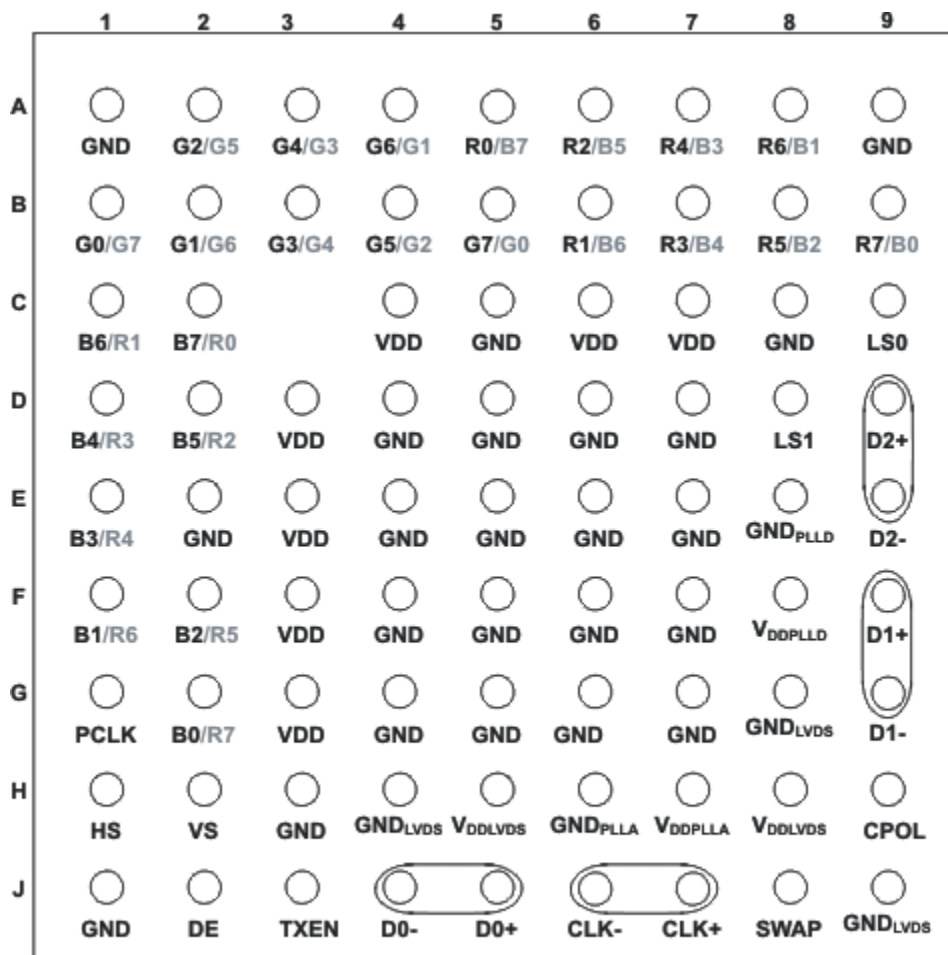 1 2 3 4 5 6 7 8 9
A
GND G2/G5 G4/G3 G6/G1 R0/B7 R2/B5 R4/B3 R6/B1 GND
B
G0/G7 G1/G6 G3/G4 G5/G2 G7/G0 R1/B6 R3/B4 R5/B2 R7/B0
C
B6/R1 B7/R0 VDD GND VDD VDD GND LS0
D
B4/R3 B5/R2 VDD GND GND GND GND LS1 D2+
E
B3/R4 GND VDD GND GND GND GND GNDPLLD D2-
F
B1/R6 B2/R5 VDD GND GND GND GND VDDPLLD D1+
G
PCLK B0/R7 VDD GND GND GND GND GNDLVDS D1-
H
HS VS GND GNDLVDS VDDLVDS GNDPLLA VDDPLLA VDDLVDS CPOL
J
GND DE TXEN D0- D0+ CLK- CLK+ SWAP GNDLVDS